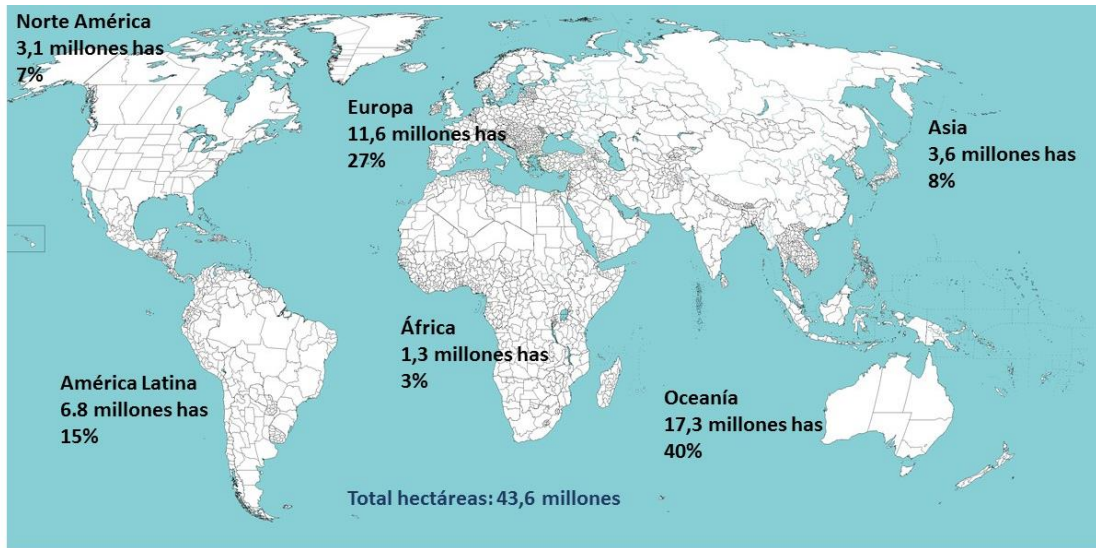 Norte América
3,1 millones has
7%
Europa
11,6 millones has
27%
Asia
3,6 millones has
8%
África
1,3 millones has
3%
América Latina
6.8 millones has
15%
Oceanía
17,3 millones has
40%
Total hectáreas: 43,6 millones